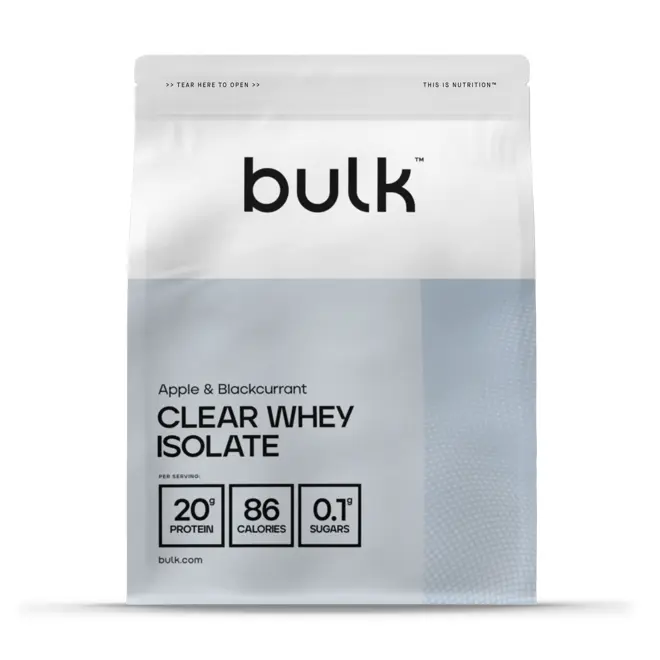 >> TEAR HERE TO OPEN >> THIS IS NUTRITION™
bulk™
Apple & Blackcurrant
CLEAR WHEY
ISOLATE
PER SERVING:
20g 86 0.1g
PROTEIN CALORIES SUGARS
bulk.com